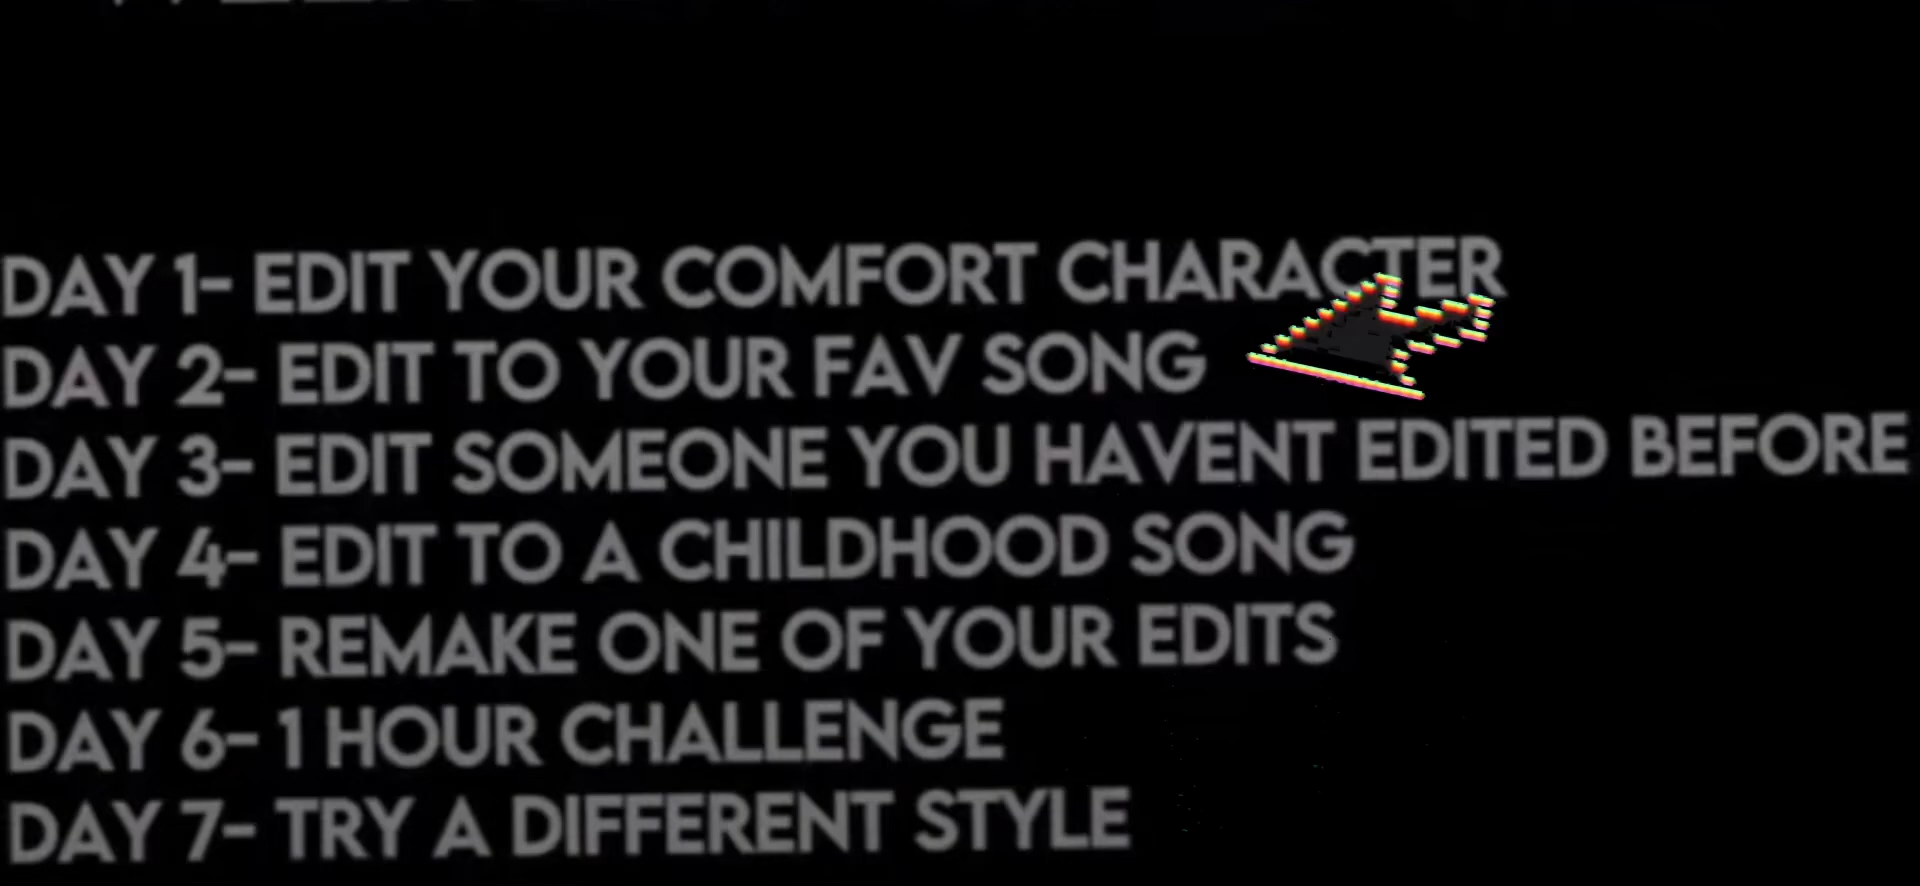 DAY 1- EDIT YOUR COMFORT CHARACTER
DAY 2- EDIT TO YOUR FAV SONG
DAY 3- EDIT SOMEONE YOU HAVENT EDITED BEFORE
DAY 4- EDIT TO A CHILDHOOD SONG
DAY 5- REMAKE ONE OF YOUR EDITS
DAY 6- 1 HOUR CHALLENGE
DAY 7- TRY A DIFFERENT STYLE